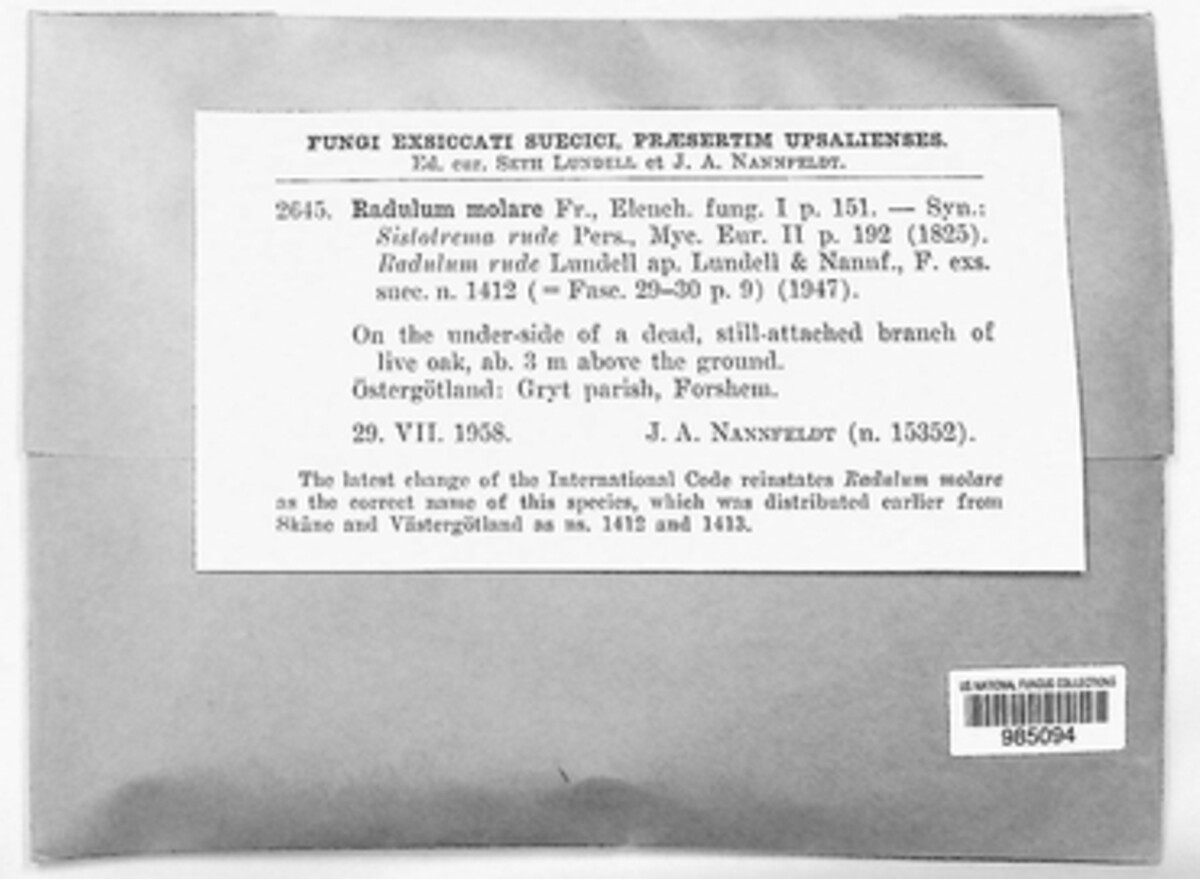 FUNGI EXSICCATI SUECICI, PRÆSERTIM UPSALIENSES.
Ed. cur. SETH LUNDELL et J. A. NANNFELDT.
2645. Radulum molare Fr., Elench. fung. I p. 151. — Syn.:
Sistotrema rude Pers., Myc. Eur. II p. 192 (1825).
Radulum rude Lundell ap. Lundell & Nannf., F. exs.
suec. n. 1412 (= Fasc. 29–30 p. 9) (1947).
On the under-side of a dead, still-attached branch of
live oak, ab. 3 m above the ground.
Östergötland: Gryt parish, Forshem.
29. VII. 1958. J. A. NANNFELDT (n. 15352).
The latest change of the International Code reinstates Radulum molare
as the correct name of this species, which was distributed earlier from
Skåne and Västergötland as ns. 1412 and 1413.
US NATIONAL FUNGUS COLLECTIONS
985094